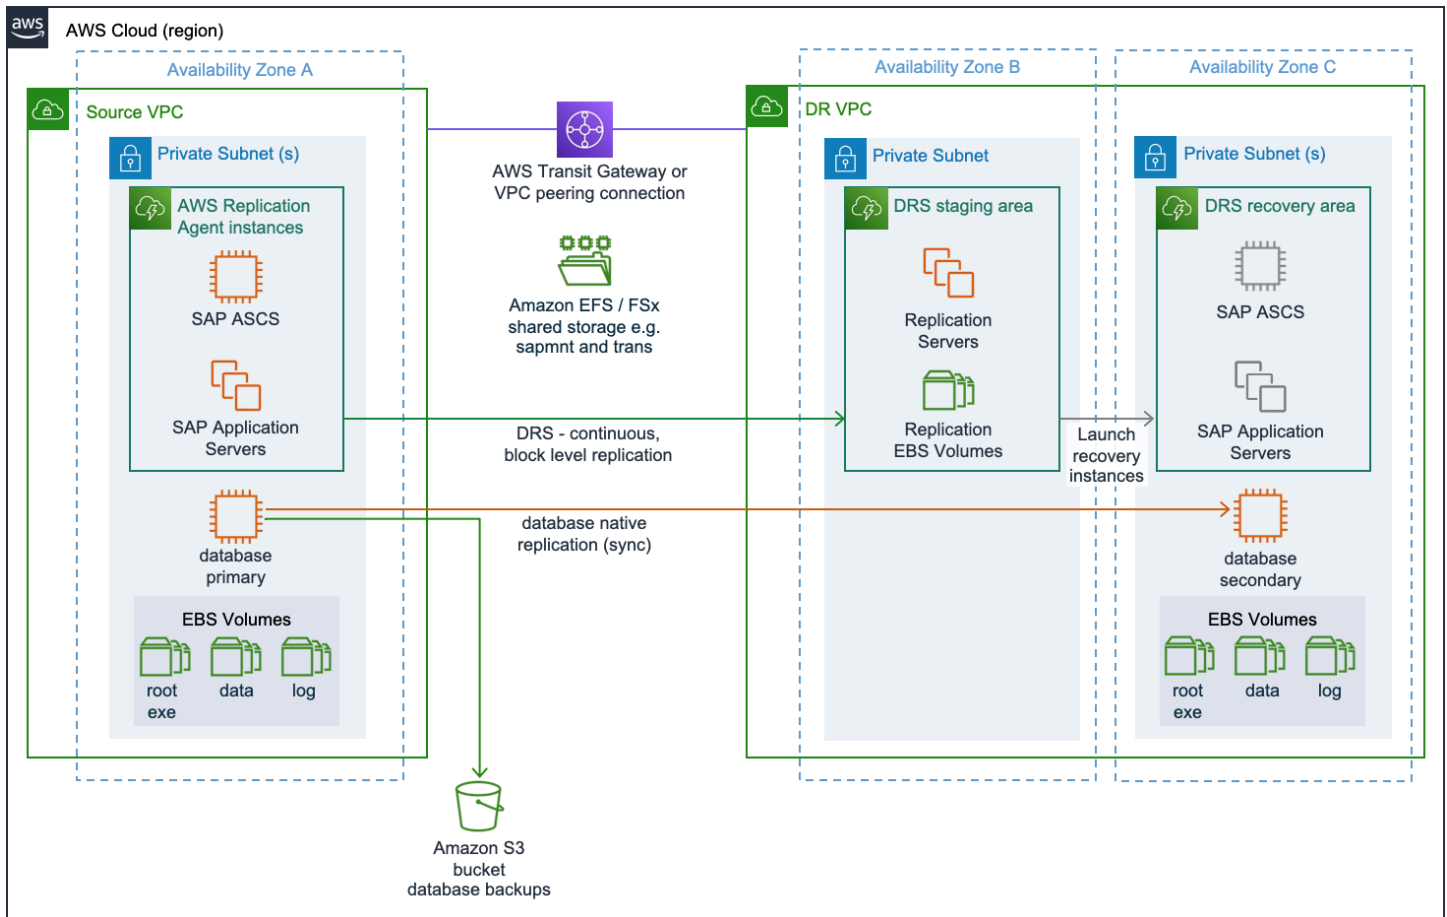 aws
AWS Cloud (region)
Availability Zone A
Availability Zone B
Availability Zone C
Source VPC
DR VPC
Private Subnet (s)
AWS Replication
Agent instances
SAP ASCS
SAP Application
Servers
database
primary
EBS Volumes
root
exe
data
log
AWS Transit Gateway or
VPC peering connection
Amazon EFS / FSx
shared storage e.g.
sapmnt and trans
DRS - continuous,
block level replication
database native
replication (sync)
Amazon S3
bucket
database backups
Private Subnet
DRS staging area
Replication
Servers
Replication
EBS Volumes
Launch
recovery
instances
Private Subnet (s)
DRS recovery area
SAP ASCS
SAP Application
Servers
database
secondary
EBS Volumes
root
exe
data
log